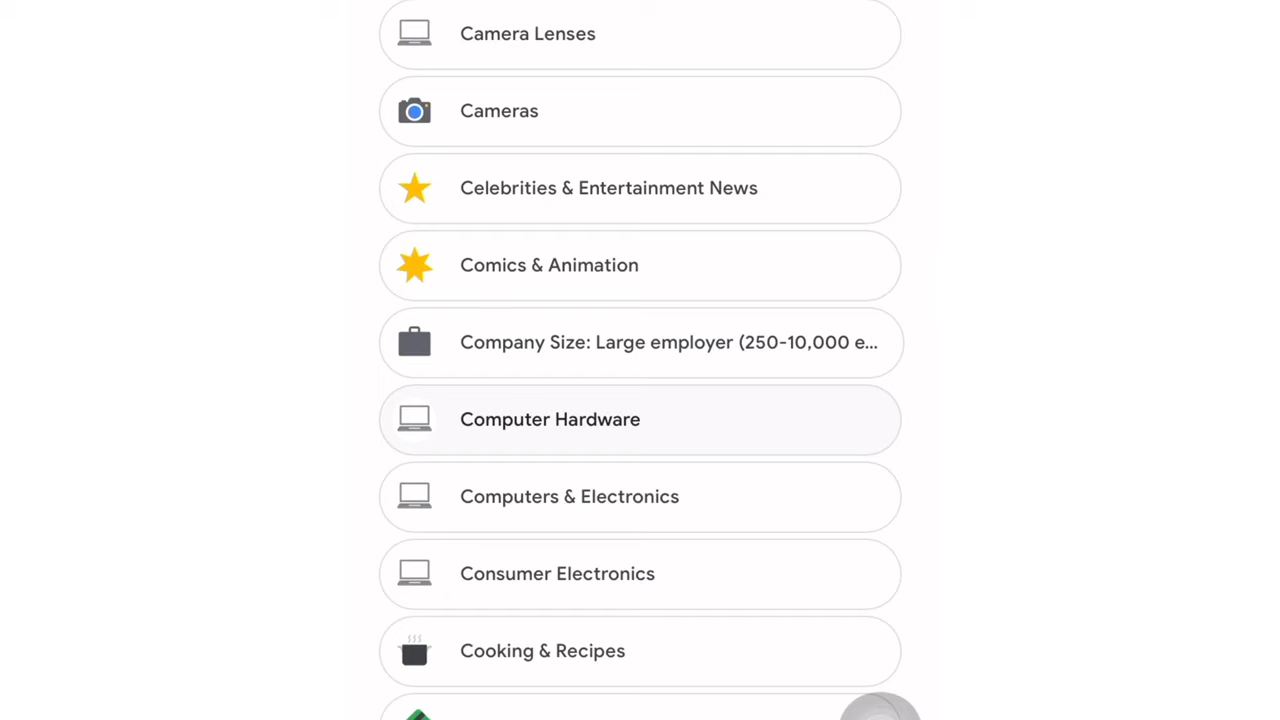 Camera Lenses
Cameras
Celebrities & Entertainment News
Comics & Animation
Company Size: Large employer (250-10,000 e...
Computer Hardware
Computers & Electronics
Consumer Electronics
Cooking & Recipes